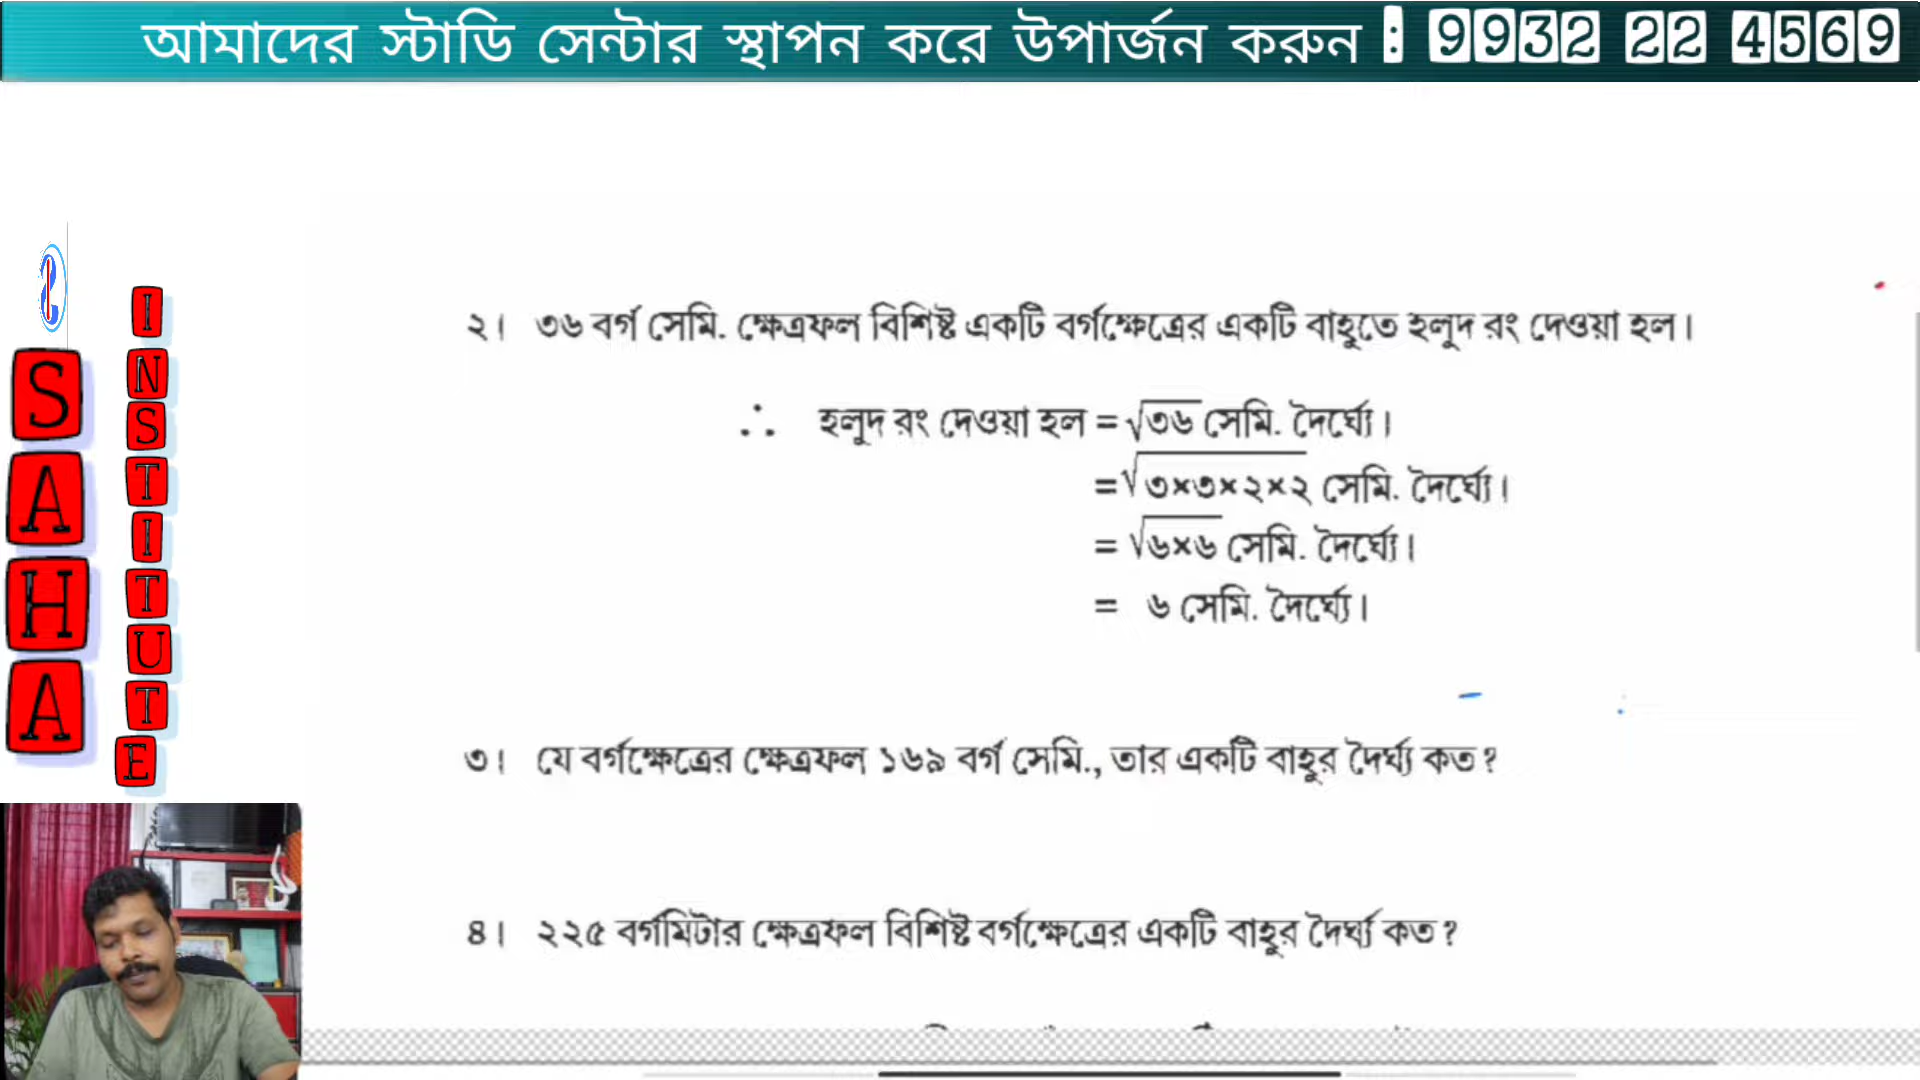 আমাদের স্টাডি সেন্টার স্থাপন করে উপার্জন করুন : 9932 22 4569
SAHA
INSTITUTE
২। ৩৬ বর্গ সেমি. ক্ষেত্রফল বিশিষ্ট একটি বর্গক্ষেত্রের একটি বাহুতে হলুদ রং দেওয়া হল।
∴ হলুদ রং দেওয়া হল = √৩৬ সেমি. দৈর্ঘ্যে।
=√৩×৩×২×২ সেমি. দৈর্ঘ্যে।
= √৬×৬ সেমি. দৈর্ঘ্যে।
= ৬ সেমি. দৈর্ঘ্যে।
৩। যে বর্গক্ষেত্রের ক্ষেত্রফল ১৬৯ বর্গ সেমি., তার একটি বাহুর দৈর্ঘ্য কত?
৪। ২২৫ বর্গমিটার ক্ষেত্রফল বিশিষ্ট বর্গক্ষেত্রের একটি বাহুর দৈর্ঘ্য কত?